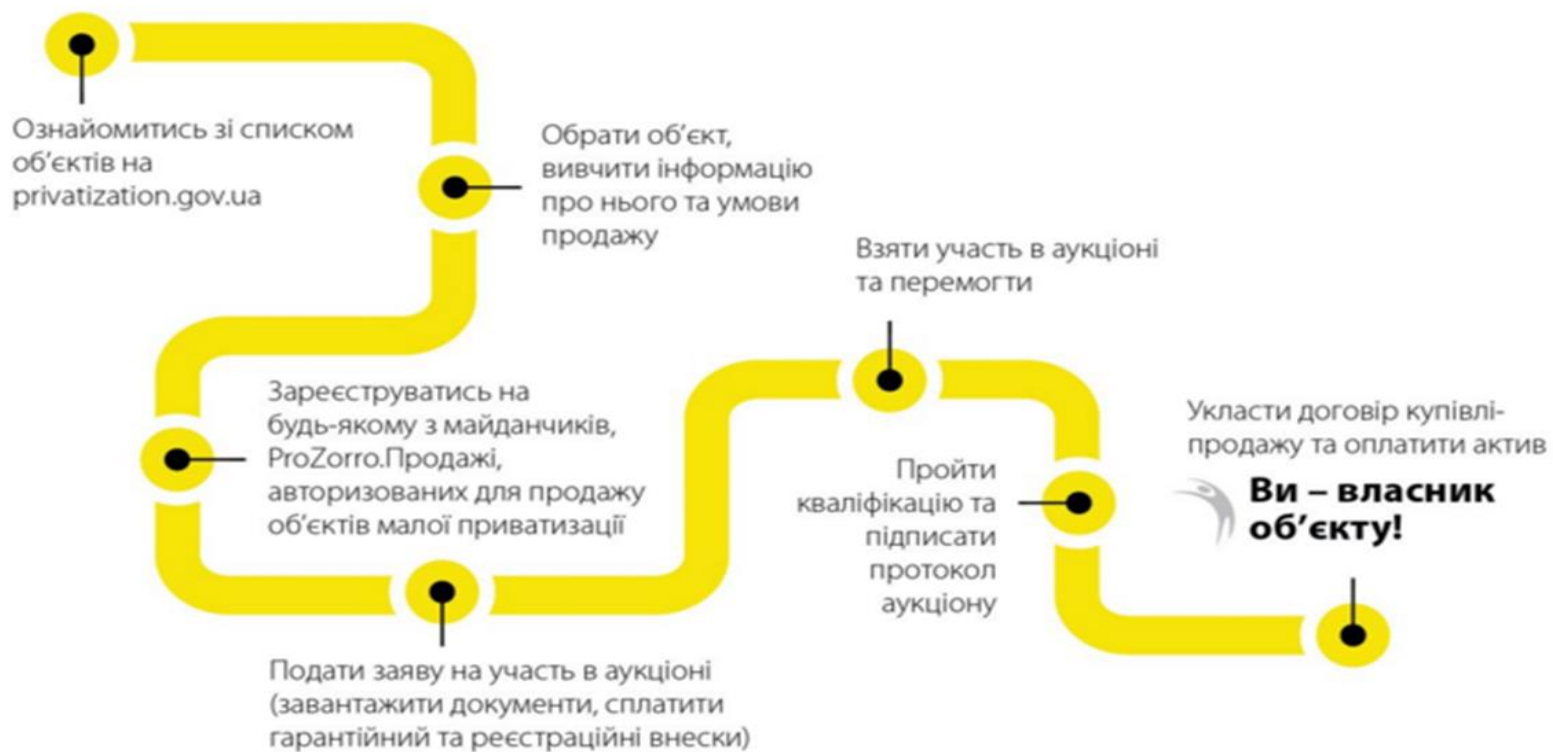 Ознайомитись зі списком
об'єктів на
privatization.gov.ua
Обрати об'єкт,
вивчити інформацію
про нього та умови
продажу
Зареєструватись на
будь-якому з майданчиків,
ProZorro.Продажі,
авторизованих для продажу
об'єктів малої приватизації
Подати заяву на участь в аукціоні
(завантажити документи, сплатити
гарантійний та реєстраційні внески)
Взяти участь в аукціоні
та перемогти
Пройти
кваліфікацію та
підписати
протокол
аукціону
Укласти договір купівлі-
продажу та оплатити актив
Ви – власник
об'єкту!